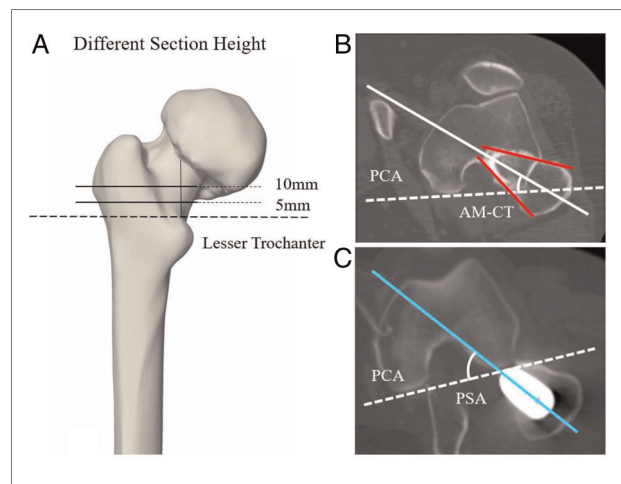 A
Different Section Height
10mm
5mm
Lesser Trochanter
B
PCA
AM-CT
C
PCA
PSA